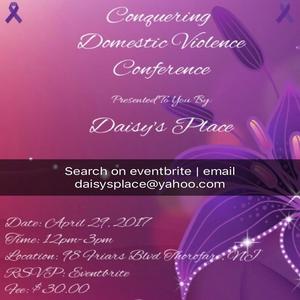 Conquering
Domestic Violence
Conference
Presented To You By:
Daisy's Place
Search on eventbrite | email
daisysplace@yahoo.com
Date: April 29, 2017
Time: 12pm-3pm
Location: 98 Friars Blvd Thorofare, NJ
RSVP: Eventbrite
Fee: $30.00